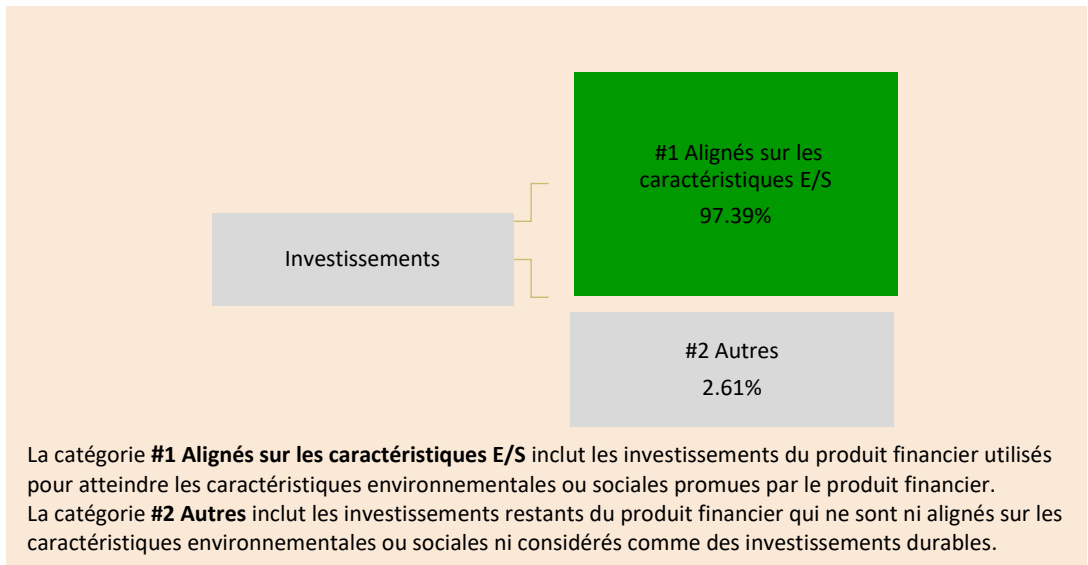 #1 Alignés sur les
caractéristiques E/S
97.39%
Investissements
#2 Autres
2.61%
La catégorie #1 Alignés sur les caractéristiques E/S inclut les investissements du produit financier utilisés
pour atteindre les caractéristiques environnementales ou sociales promues par le produit financier.
La catégorie #2 Autres inclut les investissements restants du produit financier qui ne sont ni alignés sur les
caractéristiques environnementales ou sociales ni considérés comme des investissements durables.